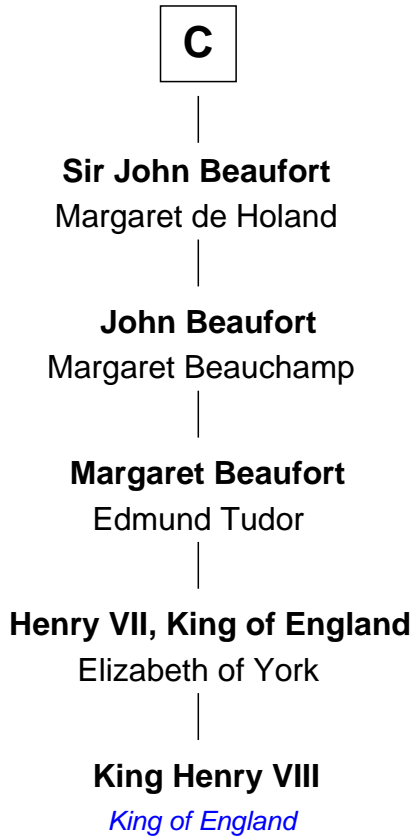 C
Sir John Beaufort
Margaret de Holand
John Beaufort
Margaret Beauchamp
Margaret Beaufort
Edmund Tudor
Henry VII, King of England
Elizabeth of York
King Henry VIII
King of England